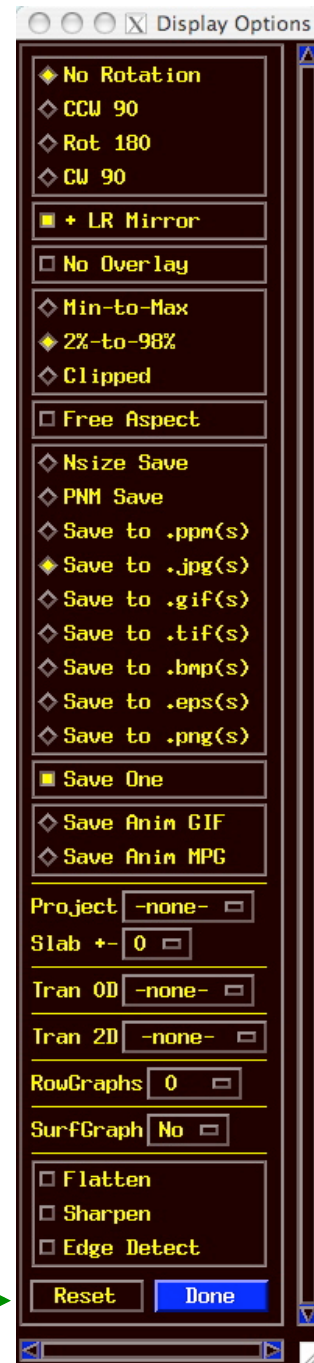 X Display Options
No Rotation
CCW 90
Rot 180
CW 90
+ LR Mirror
No Overlay
Min-to-Max
2%-to-98%
Clipped
Free Aspect
Nsize Save
PNM Save
Save to .ppm(s)
Save to .jpg(s)
Save to .gif(s)
Save to .tif(s)
Save to .bmp(s)
Save to .eps(s)
Save to .png(s)
Save One
Save Anim GIF
Save Anim MPG
Project -none-
Slab +- 0
Tran 0D -none-
Tran 2D -none-
RowGraphs 0
SurfGraph No
Flatten
Sharpen
Edge Detect
Reset Done